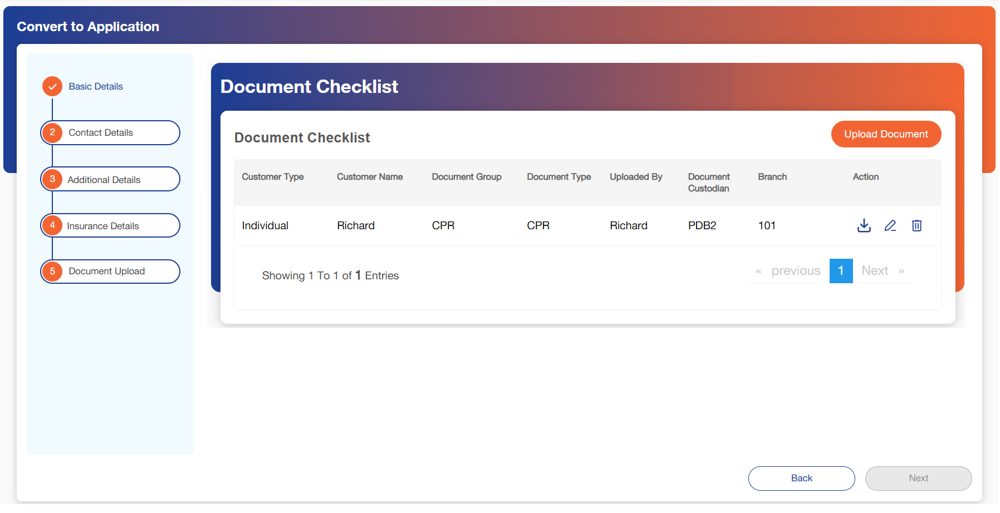 Convert to Application
Basic Details
2 Contact Details
3 Additional Details
4 Insurance Details
5 Document Upload
Document Checklist
Document Checklist
Upload Document
Customer Type Customer Name Document Group Document Type Uploaded By Document Custodian Branch Action
Individual Richard CPR CPR Richard PDB2 101
Showing 1 To 1 of 1 Entries
« previous 1 Next »
Back Next